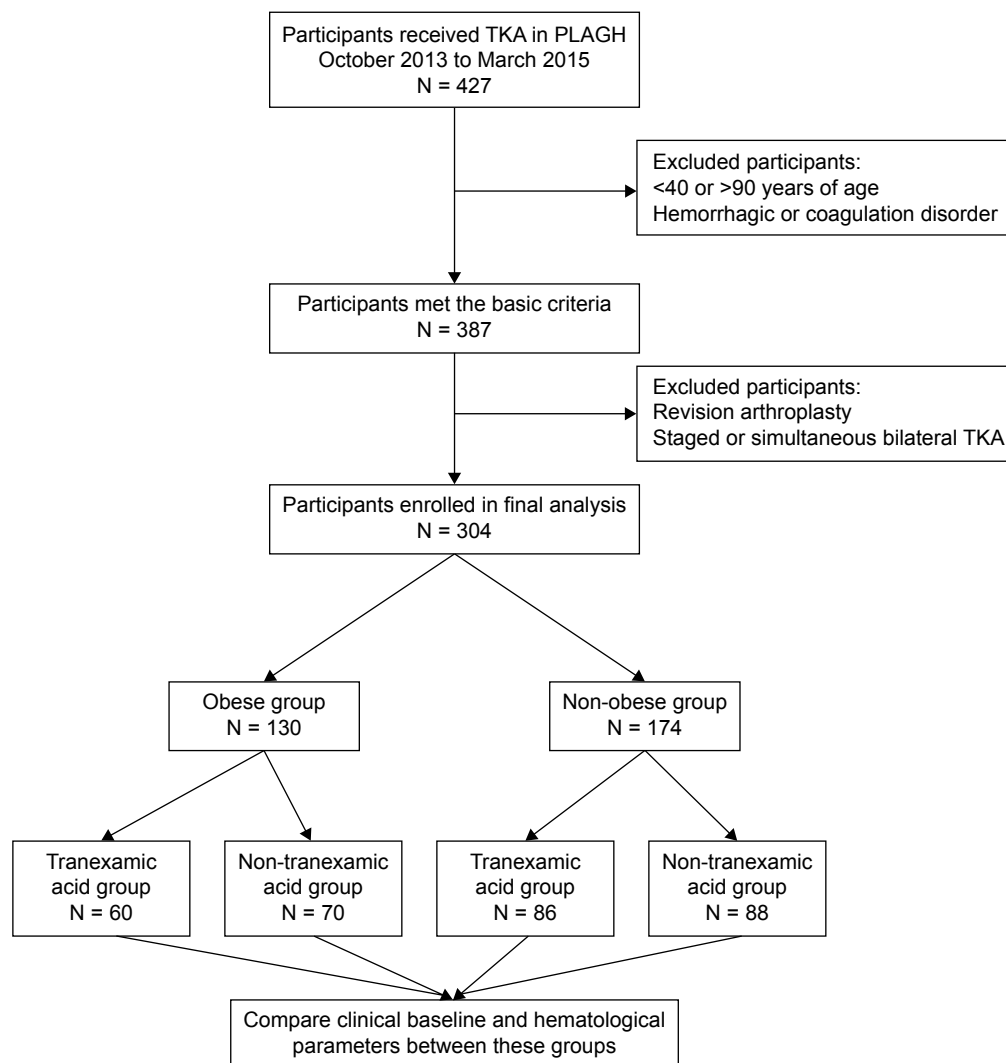 Participants received TKA in PLAGH
October 2013 to March 2015
N = 427
Excluded participants:
<40 or >90 years of age
Hemorrhagic or coagulation disorder
Participants met the basic criteria
N = 387
Excluded participants:
Revision arthroplasty
Staged or simultaneous bilateral TKA
Participants enrolled in final analysis
N = 304
Obese group
N = 130
Non-obese group
N = 174
Tranexamic
acid group
N = 60
Non-tranexamic
acid group
N = 70
Tranexamic
acid group
N = 86
Non-tranexamic
acid group
N = 88
Compare clinical baseline and hematological
parameters between these groups